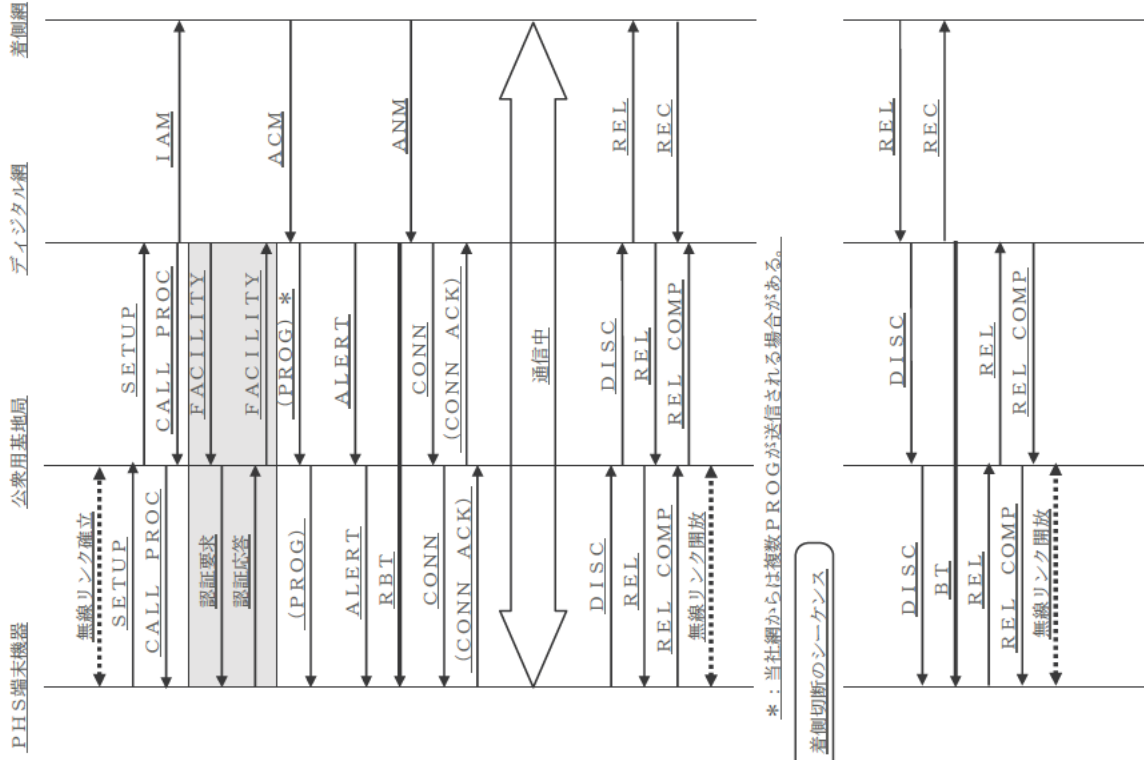 PHS端末機器
公衆用基地局
ディジタル網
着側網
無線リンク確立
SETUP
SETUP
CALL PROC
CALL PROC
IAM
FACILITY
認証要求
認証応答
FACILITY
ACM
(PROG)
(PROG)*
ALERT
ALERT
RBT
ANM
CONN
CONN
(CONN ACK)
(CONN ACK)
通信中
DISC
DISC
REL
REL
REL
REL COMP
REL COMP
REC
無線リンク開放
*:当社網からは複数PROGが送信される場合がある。
着側切断のシーケンス
REL
DISC
DISC
REC
BT
REL
REL
REL COMP
REL COMP
無線リンク開放